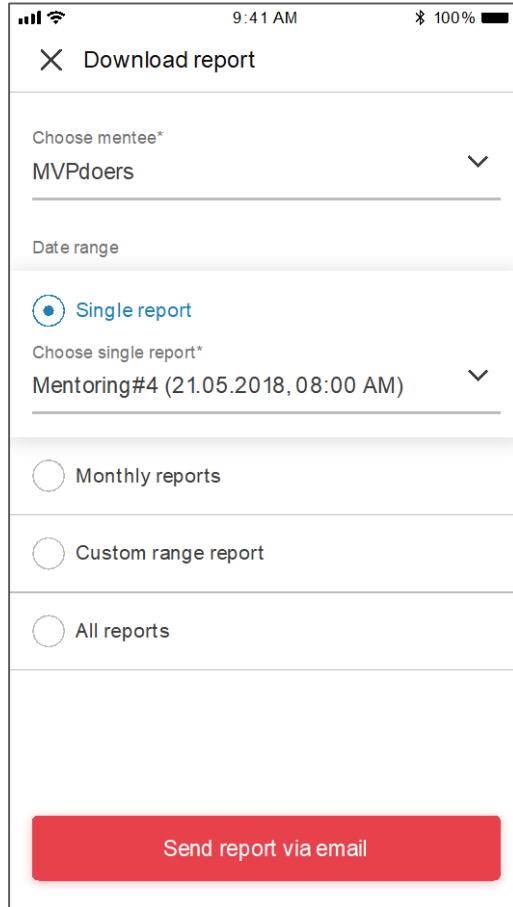 9:41 AM 100%
Download report
Choose mentee*
MVPdoers
Date range
Single report
Choose single report*
Mentoring#4 (21.05.2018, 08:00 AM)
Monthly reports
Custom range report
All reports
Send report via email